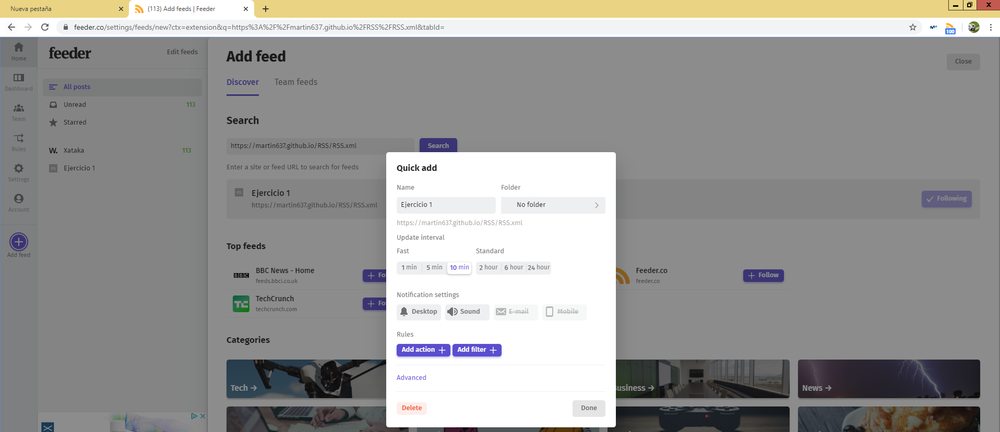 Nueva pestaña
(113) Add feeds | Feeder
feeder.co/settings/feeds/new?ctx=extension&q=https%3A%2F%2Fmartin637.github.io%2FRSS%2FRSS.xml&tabId=
100
Home
Dashboard
Team
Rules
Settings
Account
Add feed
feeder
Edit feeds
All posts
Unread 113
Starred
W. Xataka 113
m Ejercicio 1
Add feed
Close
Discover
Team feeds
Search
https://martin637.github.io/RSS/RSS.xml
Search
Enter a site or feed URL to search for feeds
m Ejercicio 1
https://martin637.github.io/RSS/RSS.xml
Following
Top feeds
BBC
BBC News - Home
feeds.bbci.co.uk
TC
TechCrunch
techcrunch.com
Feeder.co
feeder.co
Follow
Categories
Tech →
Business →
News →
Quick add
Name
Folder
Ejercicio 1
No folder
https://martin637.github.io/RSS/RSS.xml
Update interval
Fast
Standard
1 min 5 min 10 min
2 hour 6 hour 24 hour
Notification settings
Desktop
Sound
E-mail
Mobile
Rules
Add action
Add filter
Advanced
Delete
Done